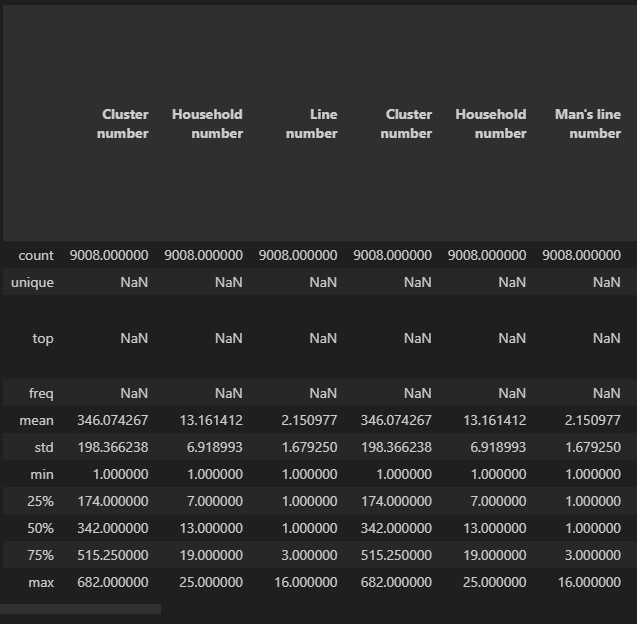 Cluster number Household number Line number Cluster number Household number Man's line number
count 9008.000000 9008.000000 9008.000000 9008.000000 9008.000000 9008.000000
unique NaN NaN NaN NaN NaN NaN
top NaN NaN NaN NaN NaN NaN
freq NaN NaN NaN NaN NaN NaN
mean 346.074267 13.161412 2.150977 346.074267 13.161412 2.150977
std 198.366238 6.918993 1.679250 198.366238 6.918993 1.679250
min 1.000000 1.000000 1.000000 1.000000 1.000000 1.000000
25% 174.000000 7.000000 1.000000 174.000000 7.000000 1.000000
50% 342.000000 13.000000 1.000000 342.000000 13.000000 1.000000
75% 515.250000 19.000000 3.000000 515.250000 19.000000 3.000000
max 682.000000 25.000000 16.000000 682.000000 25.000000 16.000000